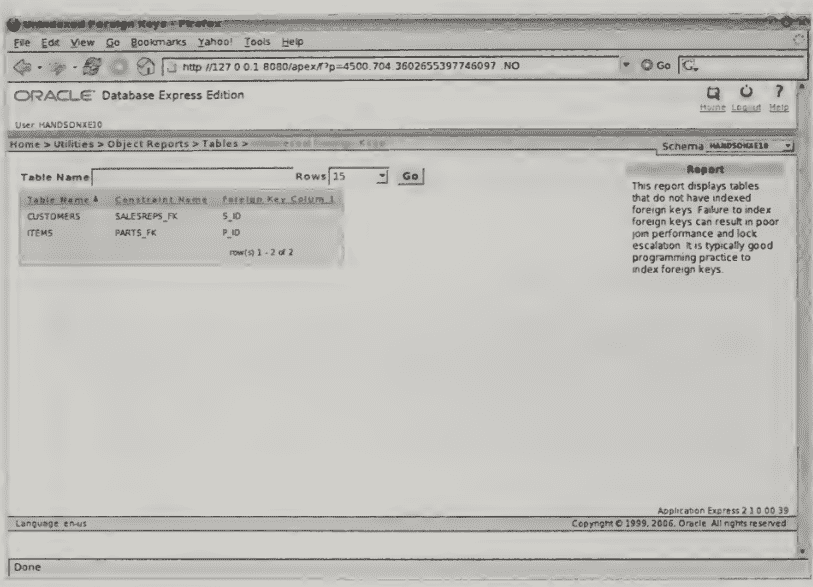 Unindexed Foreign Keys - Firefox
File Edit View Go Bookmarks Yahoo! Tools Help
http //127 0 0.1 8080/apex/f?p=4500.704 3602655397746097 .NO Go G,
ORACLE Database Express Edition
Home Logout Help
User HANDSONXE10
Home > Utilities > Object Reports > Tables > Unindexed Foreign Keys
Schema HANDSONXE10
Table Name Rows 15 Go
Table Name Constraint Name Foreign Key Colum 1
CUSTOMERS SALESREPS_FK S_ID
ITEMS PARTS_FK P_ID
row(s) 1 - 2 of 2
Report
This report displays tables
that do not have indexed
foreign keys. Failure to index
foreign keys can result in poor
join performance and lock
escalation It is typically good
programming practice to
index foreign keys.
Application Express 2 1 0 00 39
Language en-us
Copyright © 1999, 2006, Oracle All rights reserved
Done